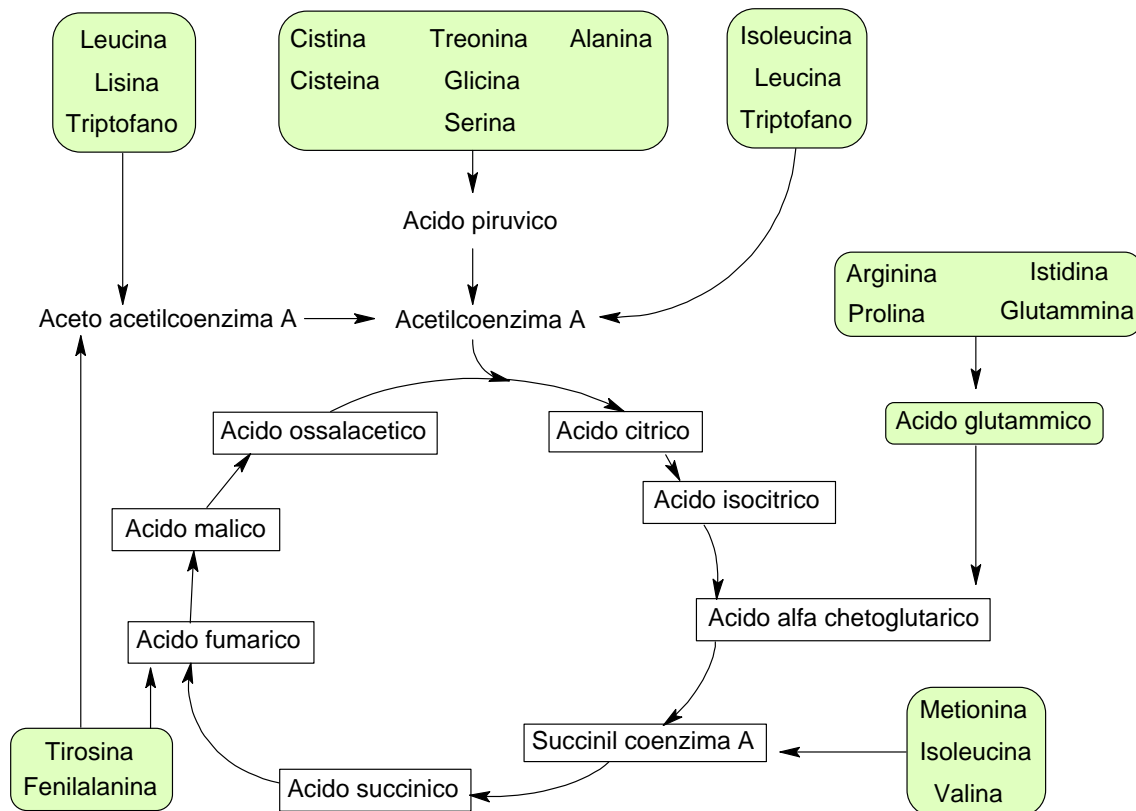 Leucina
Lisina
Triptofano
Cistina Treonina Alanina
Cisteina Glicina
Serina
Isoleucina
Leucina
Triptofano
Acido piruvico
Arginina Istidina
Prolina Glutammina
Aceto acetilcoenzima A
Acetilcoenzima A
Acido glutammico
Acido ossalacetico
Acido citrico
Acido isocitrico
Acido malico
Acido alfa chetoglutarico
Acido fumarico
Metionina
Isoleucina
Valina
Succinil coenzima A
Tirosina
Fenilalanina
Acido succinico